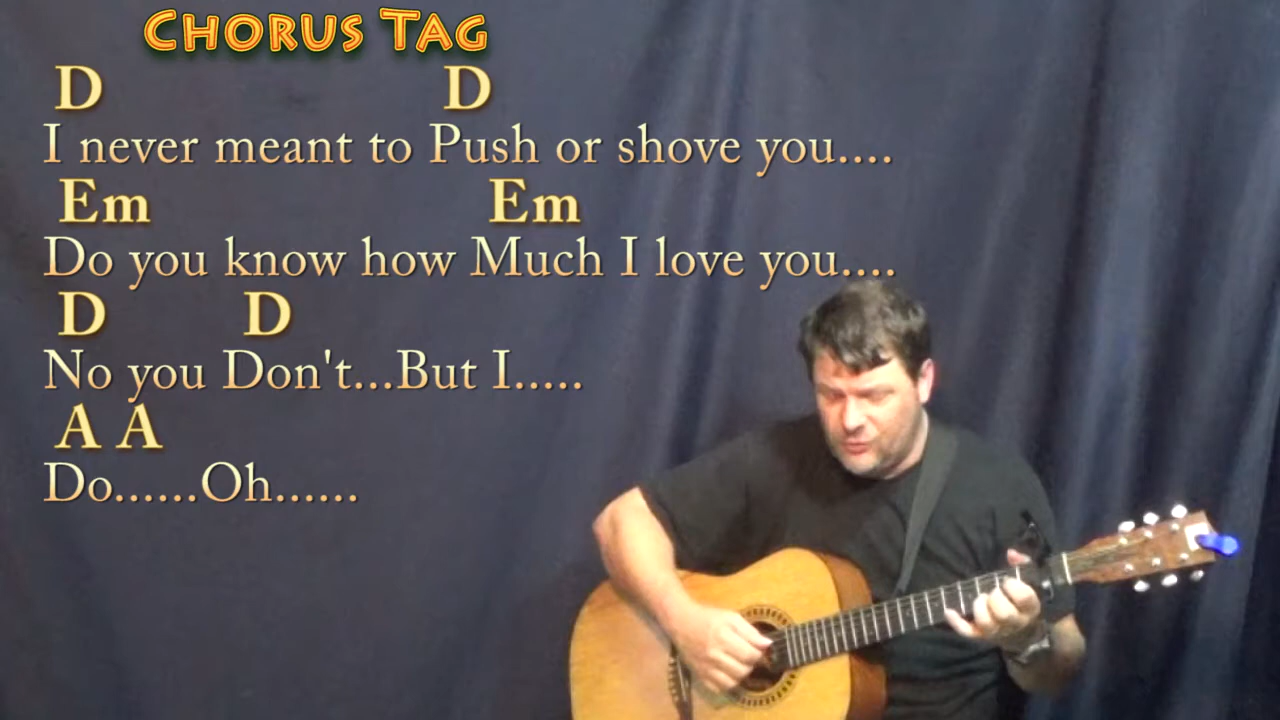 CHORUS TAG
D D
I never meant to Push or shove you....
Em Em
Do you know how Much I love you....
D D
No you Don't...But I.....
A A
Do......Oh......